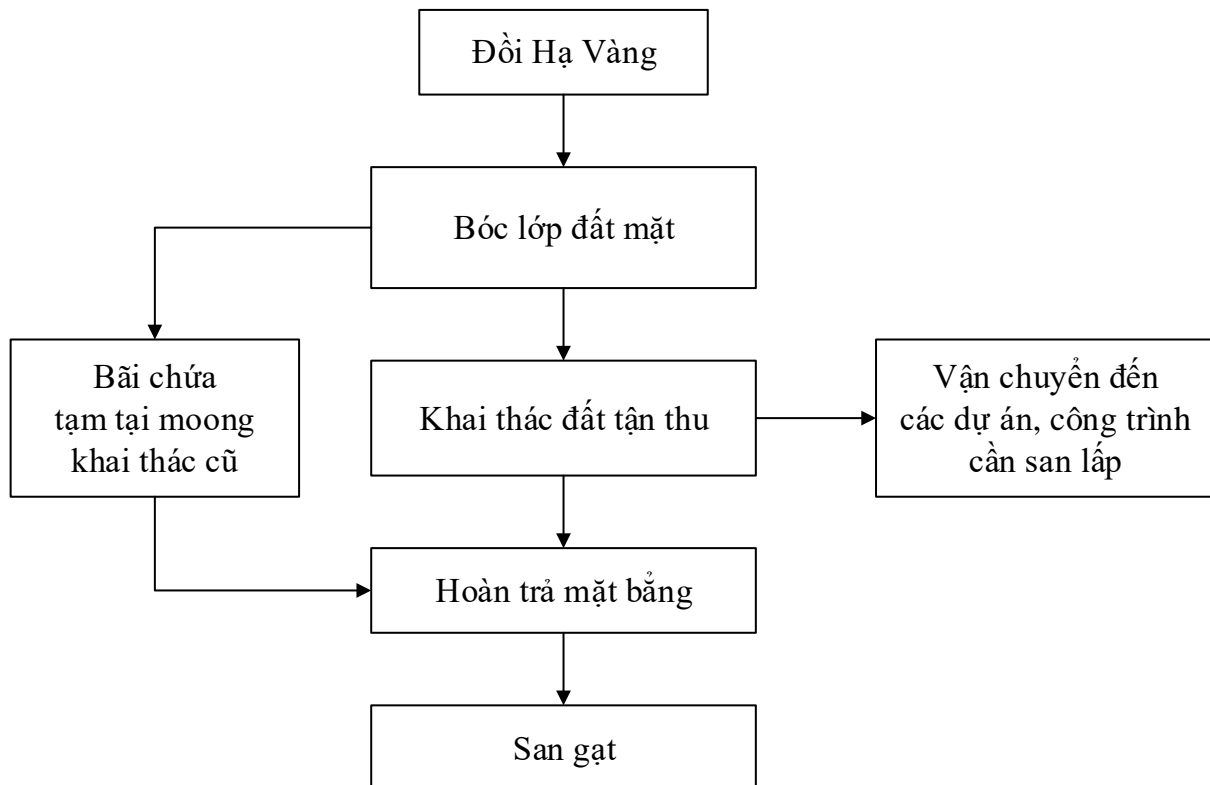 Đồi Hạ Vàng
Bóc lớp đất mặt
Bãi chứa
tạm tại moong
khai thác cũ
Khai thác đất tận thu
Vận chuyển đến
các dự án, công trình
cần san lấp
Hoàn trả mặt bẳng
San gạt